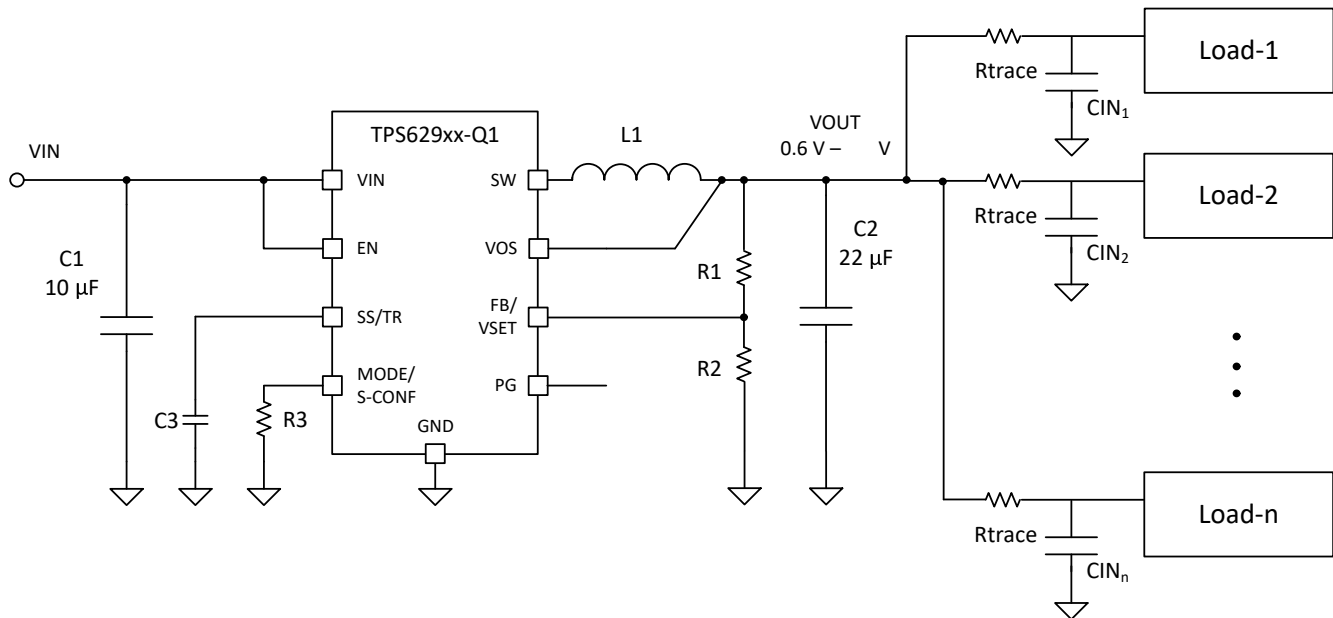 VIN
C1
10 µF
C3
R3
TPS629xx-Q1
VIN
EN
SS/TR
MODE/
S-CONF
GND
SW
VOS
FB/
VSET
PG
L1
R1
R2
VOUT
0.6 V – V
C2
22 µF
Rtrace
CIN1
Load-1
Rtrace
CIN2
Load-2
Rtrace
CINn
Load-n